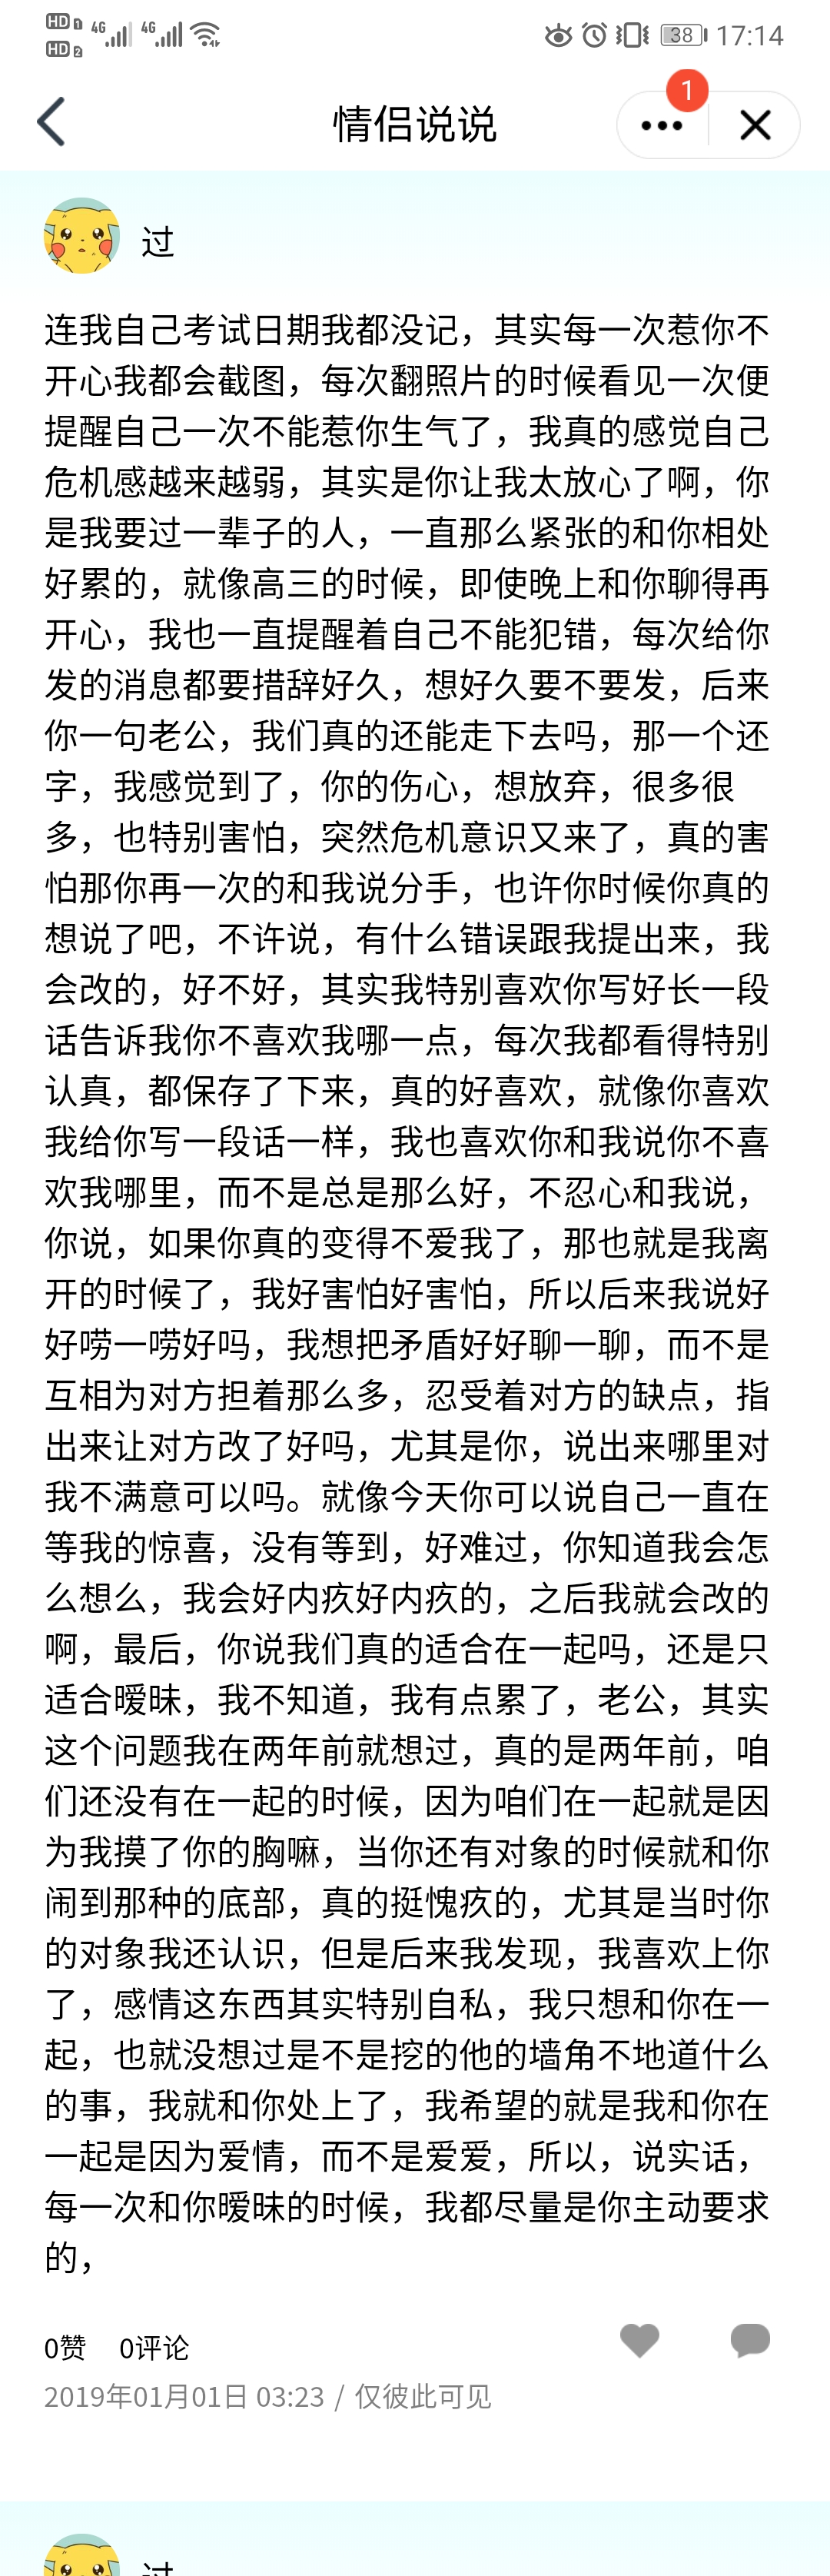 HD 1 4G 4G 38 17:14
HD 2
情侣说说
1
过
连我自己考试日期我都没记，其实每一次惹你不
开心我都会截图，每次翻照片的时候看见一次便
提醒自己一次不能惹你生气了，我真的感觉自己
危机感越来越弱，其实是你让我太放心了啊，你
是我要过一辈子的人，一直那么紧张的和你相处
好累的，就像高三的时候，即使晚上和你聊得再
开心，我也一直提醒着自己不能犯错，每次给你
发的消息都要措辞好久，想好久要不要发，后来
你一句老公，我们真的还能走下去吗，那一个还
字，我感觉到了，你的伤心，想放弃，很多很
多，也特别害怕，突然危机意识又来了，真的害
怕那你再一次的和我说分手，也许你时候你真的
想说了吧，不许说，有什么错误跟我提出来，我
会改的，好不好，其实我特别喜欢你写好长一段
话告诉我你不喜欢我哪一点，每次我都看得特别
认真，都保存了下来，真的好喜欢，就像你喜欢
我给你写一段话一样，我也喜欢你和我说你不喜
欢我哪里，而不是总是那么好，不忍心和我说，
你说，如果你真的变得不爱我了，那也就是我离
开的时候了，我好害怕好害怕，所以后来我说好
好唠一唠好吗，我想把矛盾好好聊一聊，而不是
互相为对方担着那么多，忍受着对方的缺点，指
出来让对方改了好吗，尤其是你，说出来哪里对
我不满意可以吗。就像今天你可以说自己一直在
等我的惊喜，没有等到，好难过，你知道我会怎
么想么，我会好内疚好内疚的，之后我就会改的
啊，最后，你说我们真的适合在一起吗，还是只
适合暧昧，我不知道，我有点累了，老公，其实
这个问题我在两年前就想过，真的是两年前，咱
们还没有在一起的时候，因为咱们在一起就是因
为我摸了你的胸嘛，当你还有对象的时候就和你
闹到那种的底部，真的挺愧疚的，尤其是当时你
的对象我还认识，但是后来我发现，我喜欢上你
了，感情这东西其实特别自私，我只想和你在一
起，也就没想过是不是挖的他的墙角不地道什么
的事，我就和你处上了，我希望的就是我和你在
一起是因为爱情，而不是爱爱，所以，说实话，
每一次和你暧昧的时候，我都尽量是你主动要求
的，
0赞 0评论
2019年01月01日 03:23 / 仅彼此可见
过